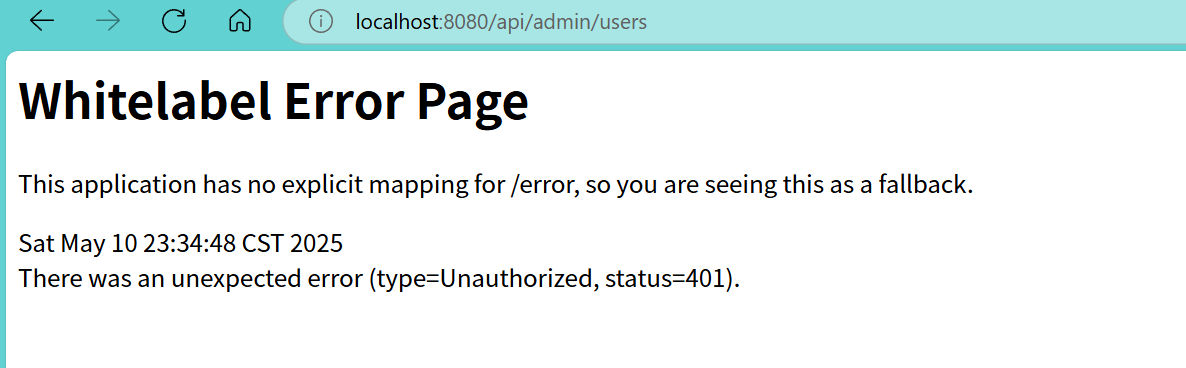 localhost:8080/api/admin/users
Whitelabel Error Page
This application has no explicit mapping for /error, so you are seeing this as a fallback.
Sat May 10 23:34:48 CST 2025
There was an unexpected error (type=Unauthorized, status=401).